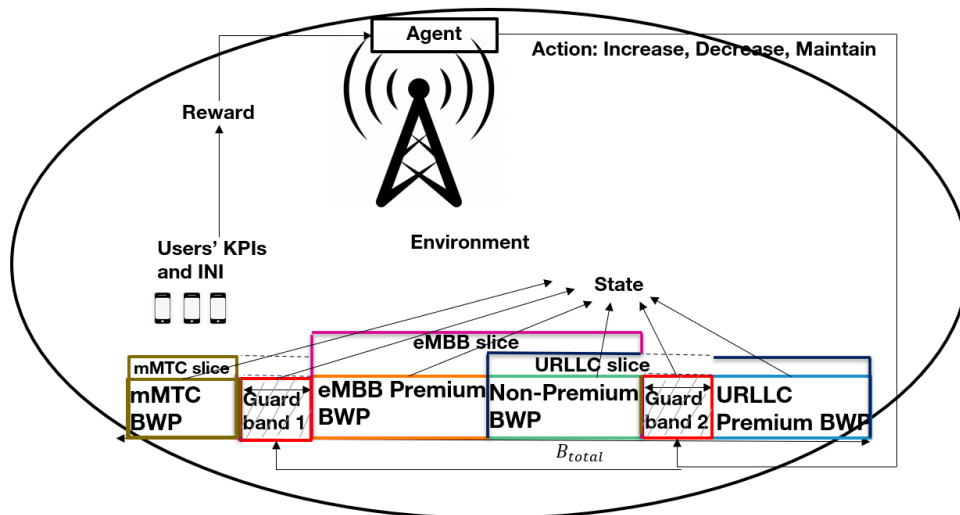 Agent
Action: Increase, Decrease, Maintain
Reward
Environment
Users' KPIs
and INI
State
eMBB slice
mMTC slice
URLLC slice
mMTC
BWP
Guard
band 1
eMBB Premium
BWP
Non-Premium
BWP
Guard
band 2
URLLC
Premium BWP
B_total